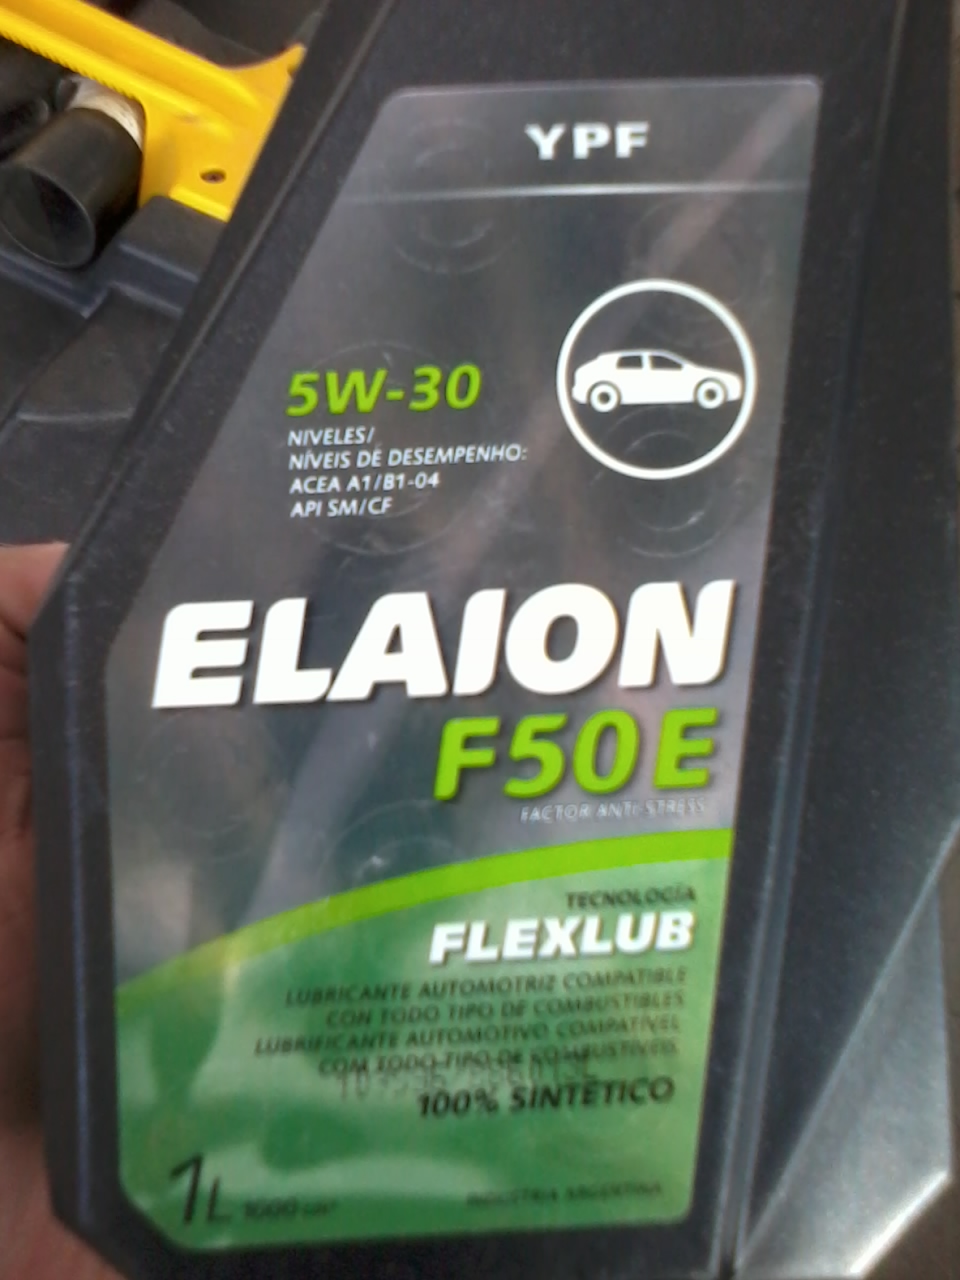 YPF
5W-30
NIVELES/
NÍVEIS DE DESEMPENHO:
ACEA A1/B1-04
API SM/CF
ELAION
F50E
FACTOR ANTI-STRESS
TECNOLOGÍA
FLEXLUB
LUBRICANTE AUTOMOTRIZ COMPATIBLE
CON TODO TIPO DE COMBUSTIBLES
LUBRIFICANTE AUTOMOTIVO COMPATÍVEL
COM TODO TIPO DE COMBUSTÍVEIS
100% SINTÉTICO
1L 1000 cm³
INDUSTRIA ARGENTINA